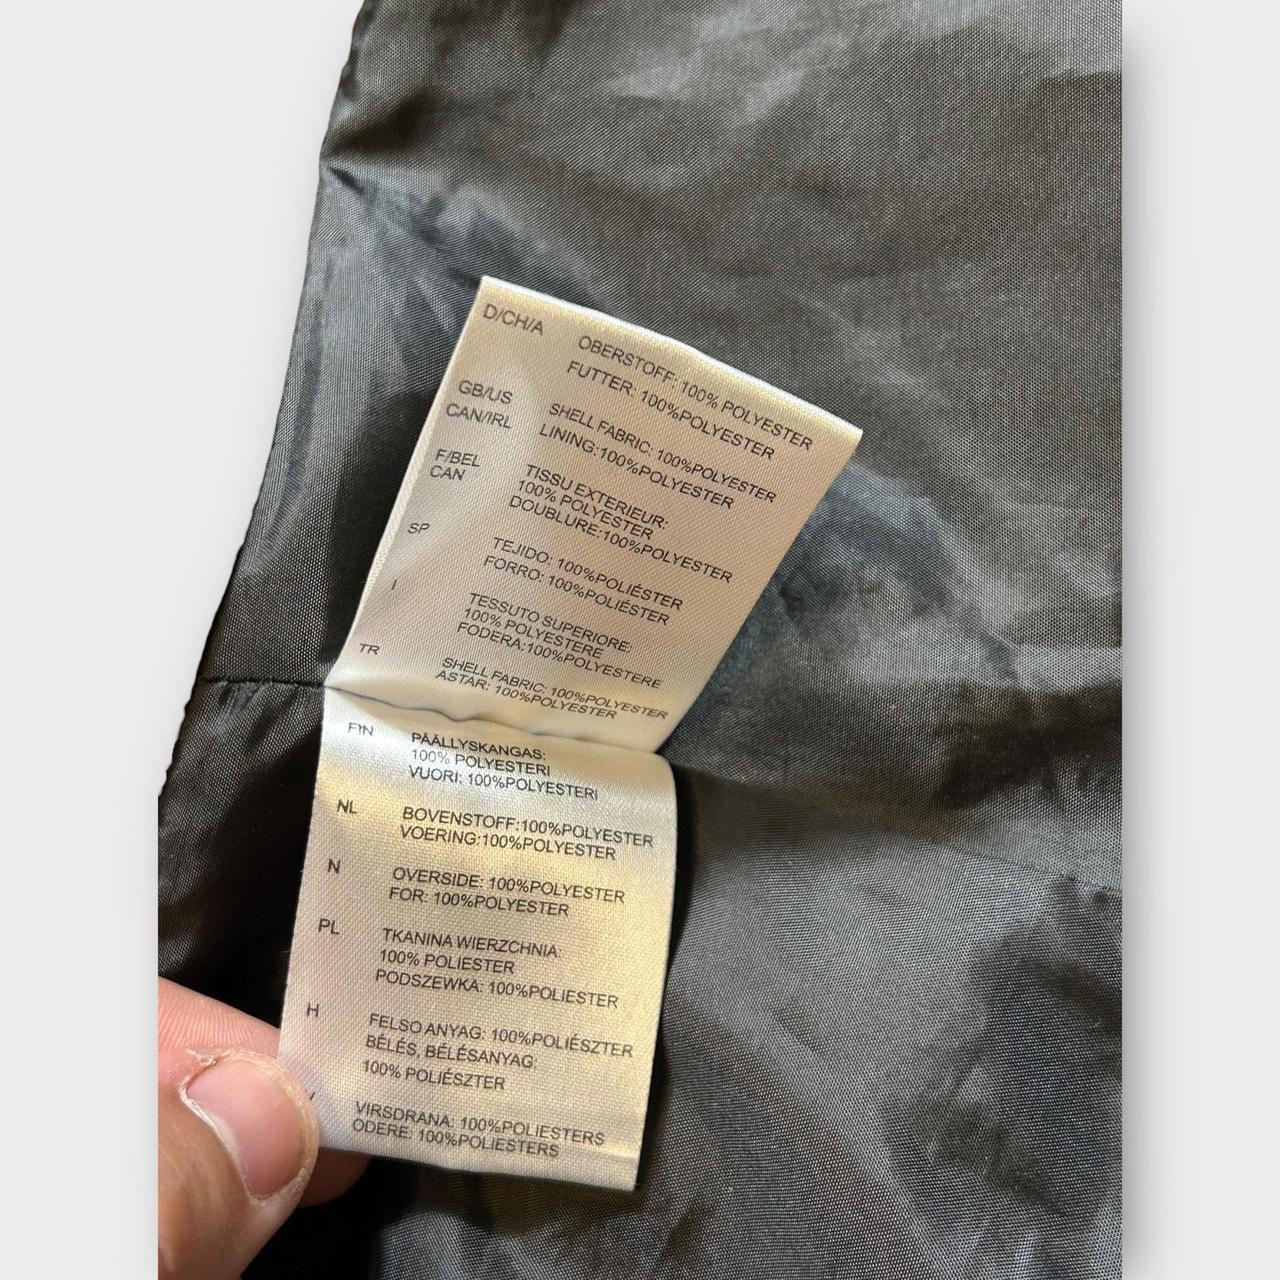 D/CH/A OBERSTOFF: 100% POLYESTER
FUTTER: 100%POLYESTER
GB/US SHELL FABRIC: 100%POLYESTER
CAN/IRL LINING:100%POLYESTER
F/BEL TISSU EXTERIEUR:
CAN 100% POLYESTER
DOUBLURE:100%POLYESTER
SP TEJIDO: 100%POLIÉSTER
FORRO: 100%POLIÉSTER
I TESSUTO SUPERIORE:
100% POLYESTERE
FODERA:100%POLYESTERE
TR SHELL FABRIC: 100%POLYESTER
ASTAR: 100%POLYESTER
FIN PÄÄLLYSKANGAS:
100% POLYESTERI
VUORI: 100%POLYESTERI
NL BOVENSTOFF:100%POLYESTER
VOERING:100%POLYESTER
N OVERSIDE: 100%POLYESTER
FOR: 100%POLYESTER
PL TKANINA WIERZCHNIA:
100% POLIESTER
PODSZEWKA: 100%POLIESTER
H FELSO ANYAG: 100%POLIÉSZTER
BÉLÉS, BÉLÉSANYAG:
100% POLIÉSZTER
VIRSDRANA: 100%POLIESTERS
ODERE: 100%POLIESTERS